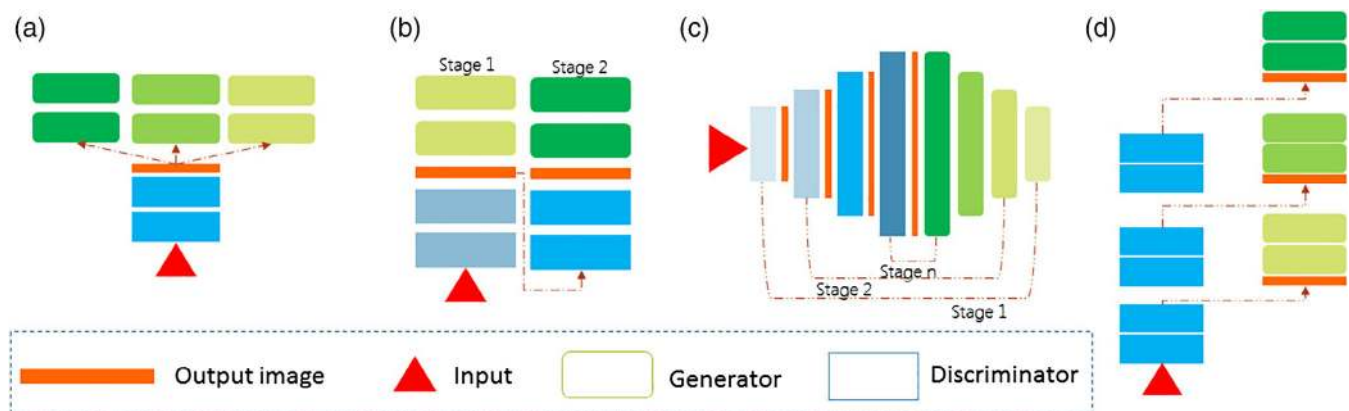 (a)
(b)
Stage 1
Stage 2
(c)
Stage n
Stage 2
Stage 1
(d)
Output image
Input
Generator
Discriminator